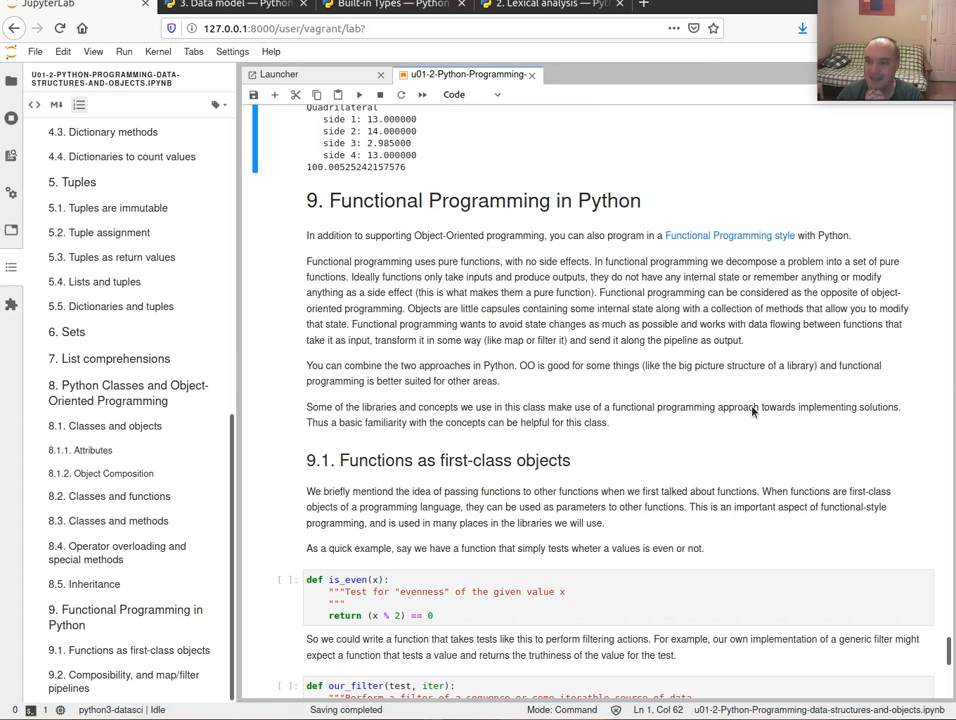 JupyterLab
3. Data model — Python
Built-in Types — Python
2. Lexical analysis — Pyt
127.0.0.1:8000/user/vagrant/lab?
File Edit View Run Kernel Tabs Settings Help
U01-2-PYTHON-PROGRAMMING-DATA-
STRUCTURES-AND-OBJECTS.IPYNB
4.3. Dictionary methods
4.4. Dictionaries to count values
5. Tuples
5.1. Tuples are immutable
5.2. Tuple assignment
5.3. Tuples as return values
5.4. Lists and tuples
5.5. Dictionaries and tuples
6. Sets
7. List comprehensions
8. Python Classes and Object-
Oriented Programming
8.1. Classes and objects
8.1.1. Attributes
8.1.2. Object Composition
8.2. Classes and functions
8.3. Classes and methods
8.4. Operator overloading and
special methods
8.5. Inheritance
9. Functional Programming in
Python
9.1. Functions as first-class objects
9.2. Composibility, and map/filter
pipelines
Launcher
u01-2-Python-Programming-
Code
Quadrilateral
side 1: 13.000000
side 2: 14.000000
side 3: 2.985000
side 4: 13.000000
100.00525242157576
9. Functional Programming in Python
In addition to supporting Object-Oriented programming, you can also program in a Functional Programming style with Python.
Functional programming uses pure functions, with no side effects. In functional programming we decompose a problem into a set of pure
functions. Ideally functions only take inputs and produce outputs, they do not have any internal state or remember anything or modify
anything as a side effect (this is what makes them a pure function). Functional programming can be considered as the opposite of object-
oriented programming. Objects are little capsules containing some internal state along with a collection of methods that allow you to modify
that state. Functional programming wants to avoid state changes as much as possible and works with data flowing between functions that
take it as input, transform it in some way (like map or filter it) and send it along the pipeline as output.
You can combine the two approaches in Python. OO is good for some things (like the big picture structure of a library) and functional
programming is better suited for other areas.
Some of the libraries and concepts we use in this class make use of a functional programming approach towards implementing solutions.
Thus a basic familiarity with the concepts can be helpful for this class.
9.1. Functions as first-class objects
We briefly mentiond the idea of passing functions to other functions when we first talked about functions. When functions are first-class
objects of a programming language, they can be used as parameters to other functions. This is an important aspect of functional-style
programming, and is used in many places in the libraries we will use.
As a quick example, say we have a function that simply tests wheter a values is even or not.
[ ]: def is_even(x):
"""Test for "evenness" of the given value x
"""
return (x % 2) == 0
So we could write a function that takes tests like this to perform filtering actions. For example, our own implementation of a generic filter might
expect a function that tests a value and returns the truthiness of the value for the test.
[ ]: def our_filter(test, iter):
"""Perform a filter of a sequence or some iterable source of data
0 1 python3-datasci | Idle Saving completed Mode: Command Ln 1, Col 62 u01-2-Python-Programming-data-structures-and-objects.ipynb